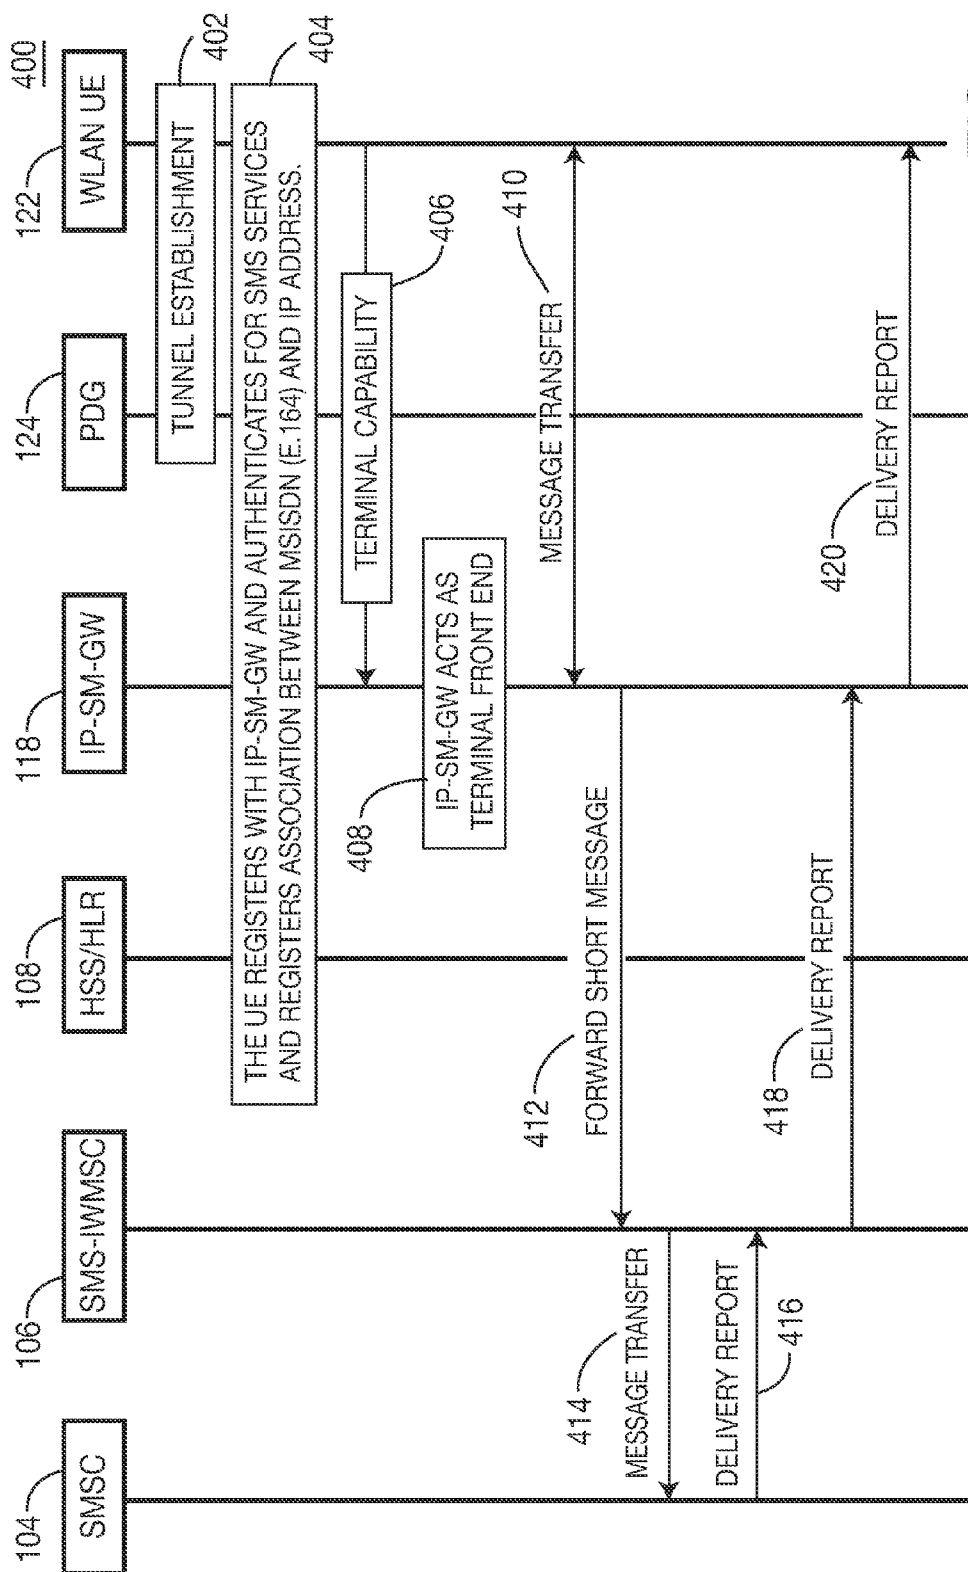 400
104
106
108
118
124
122
SMSC
SMS-IWMSC
HSS/HLR
IP-SM-GW
PDG
WLAN UE
TUNNEL ESTABLISHMENT
402
THE UE REGISTERS WITH IP-SM-GW AND AUTHENTICATES FOR SMS SERVICES
AND REGISTERS ASSOCIATION BETWEEN MSISDN (E.164) AND IP ADDRESS.
404
TERMINAL CAPABILITY
406
408
IP-SM-GW ACTS AS
TERMINAL FRONT END
MESSAGE TRANSFER
410
412
FORWARD SHORT MESSAGE
414
MESSAGE TRANSFER
DELIVERY REPORT
416
418
DELIVERY REPORT
420
DELIVERY REPORT